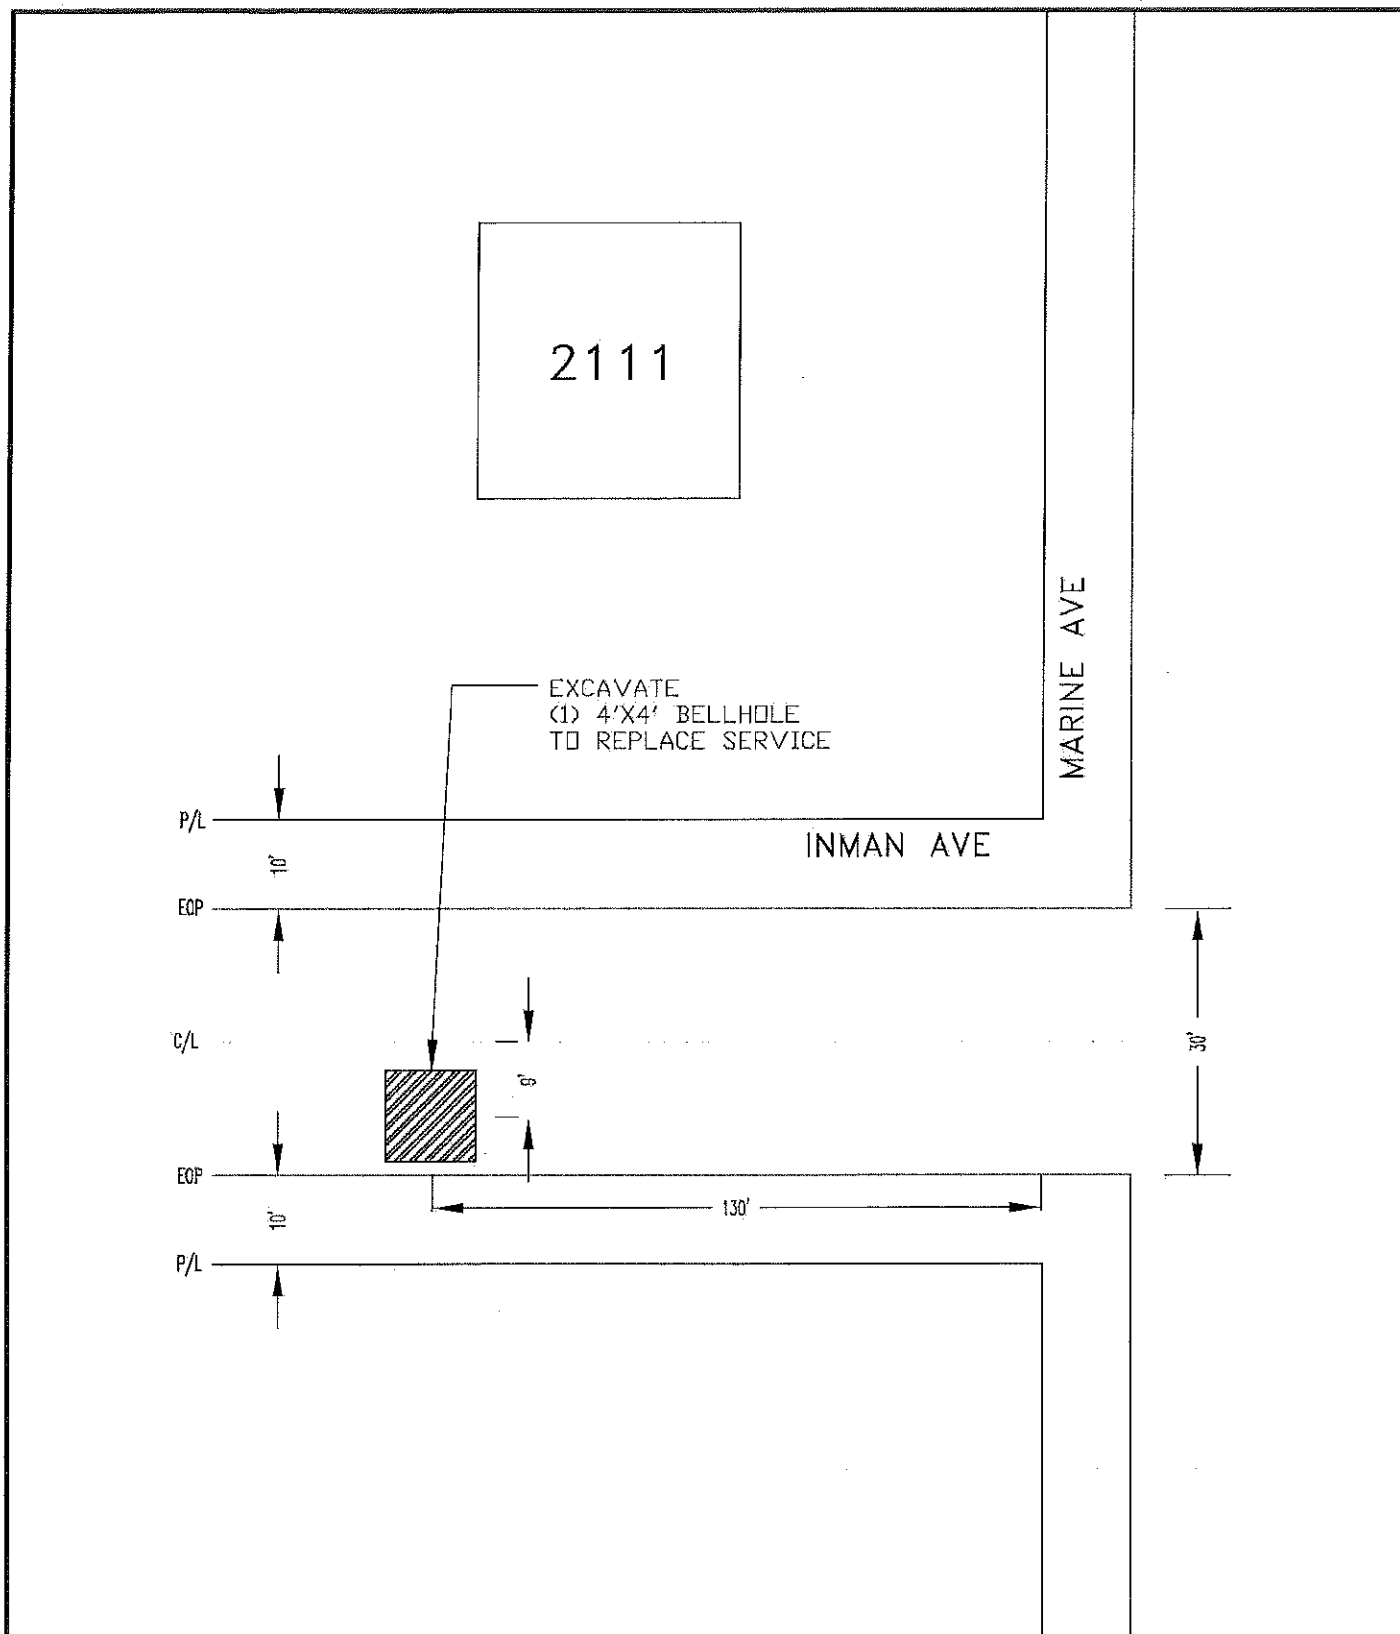 2111
MARINE AVE
EXCAVATE
(1) 4'X4' BELLHOLE
TO REPLACE SERVICE
P/L
INMAN AVE
10'
EOP
30'
C/L
9'
EOP
130'
10'
P/L